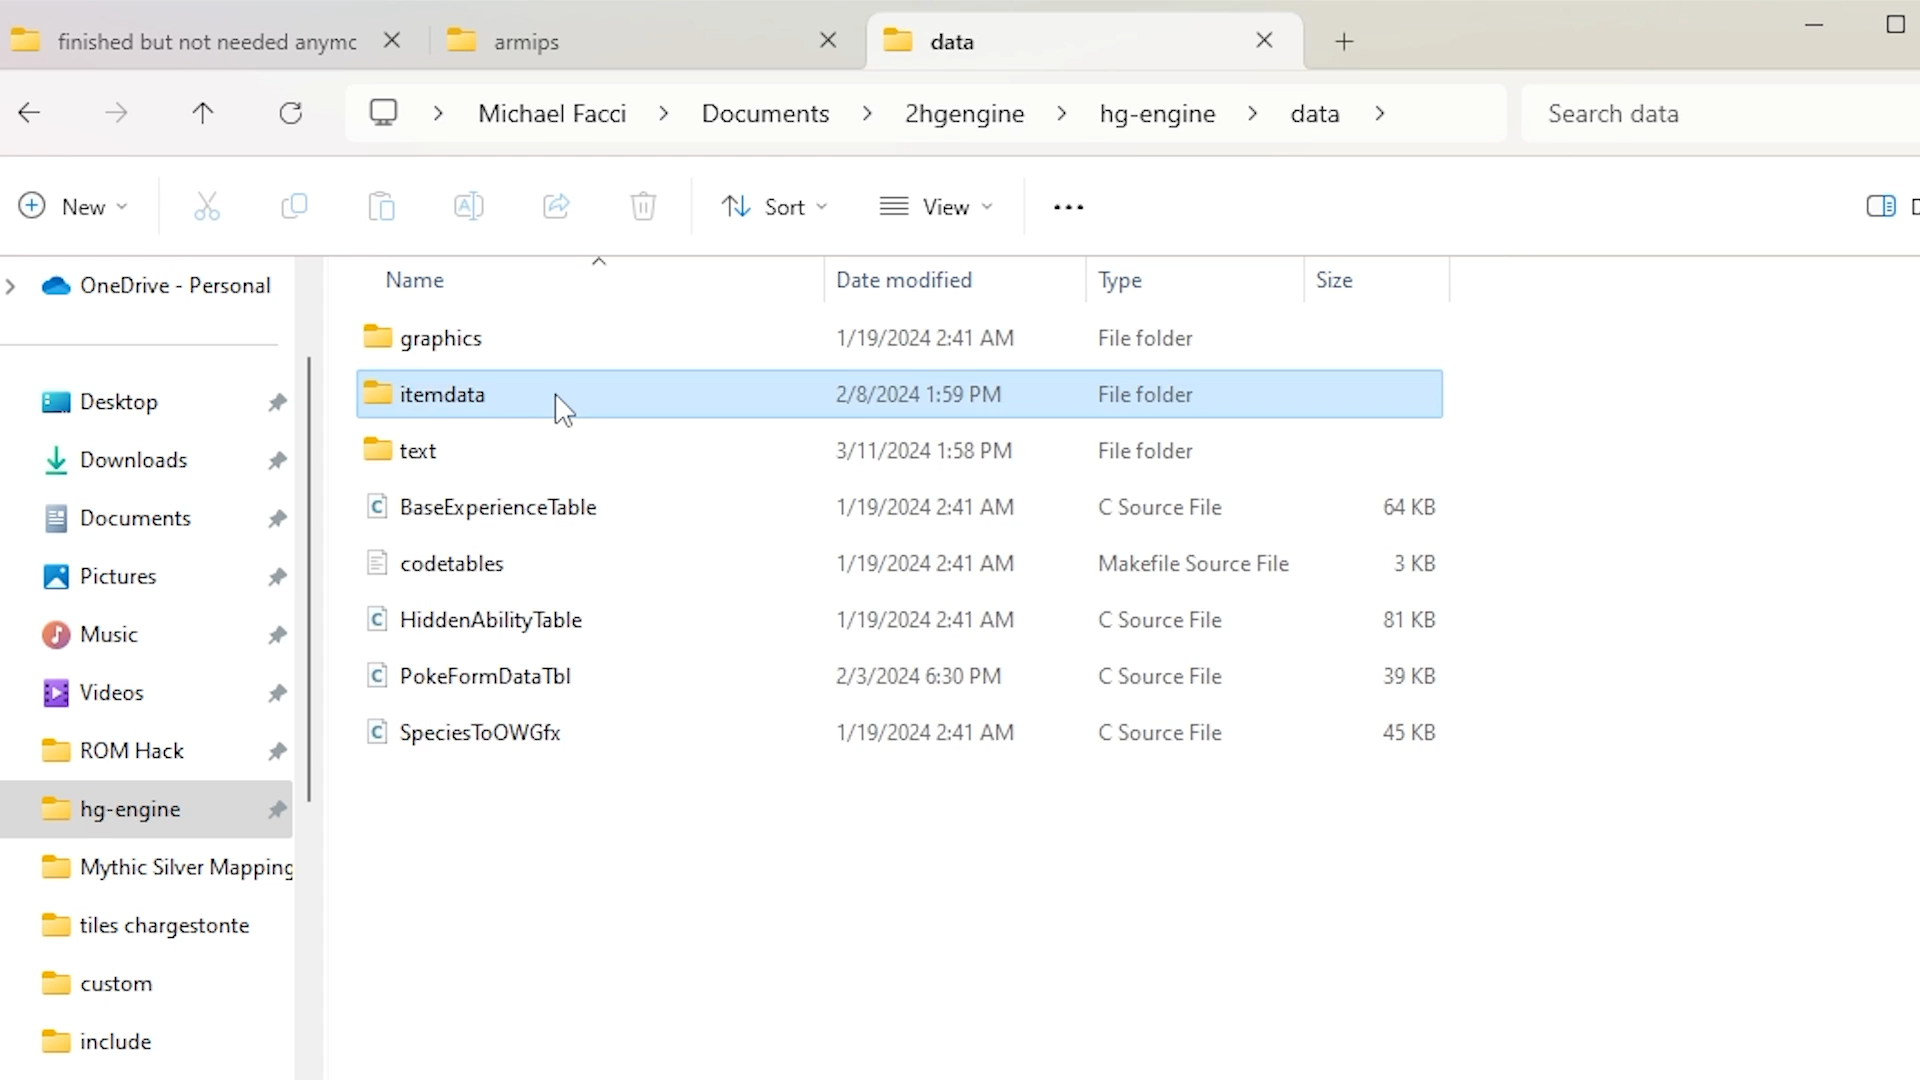 finished but not needed anymc
armips
data
Michael Facci
Documents
2hgengine
hg-engine
data
Search data
New
Sort
View
Name
Date modified
Type
Size
OneDrive - Personal
Desktop
Downloads
Documents
Pictures
Music
Videos
ROM Hack
hg-engine
Mythic Silver Mapping
tiles chargestonte
custom
include
graphics 1/19/2024 2:41 AM File folder
itemdata 2/8/2024 1:59 PM File folder
text 3/11/2024 1:58 PM File folder
BaseExperienceTable 1/19/2024 2:41 AM C Source File 64 KB
codetables 1/19/2024 2:41 AM Makefile Source File 3 KB
HiddenAbilityTable 1/19/2024 2:41 AM C Source File 81 KB
PokeFormDataTbl 2/3/2024 6:30 PM C Source File 39 KB
SpeciesToOWGfx 1/19/2024 2:41 AM C Source File 45 KB